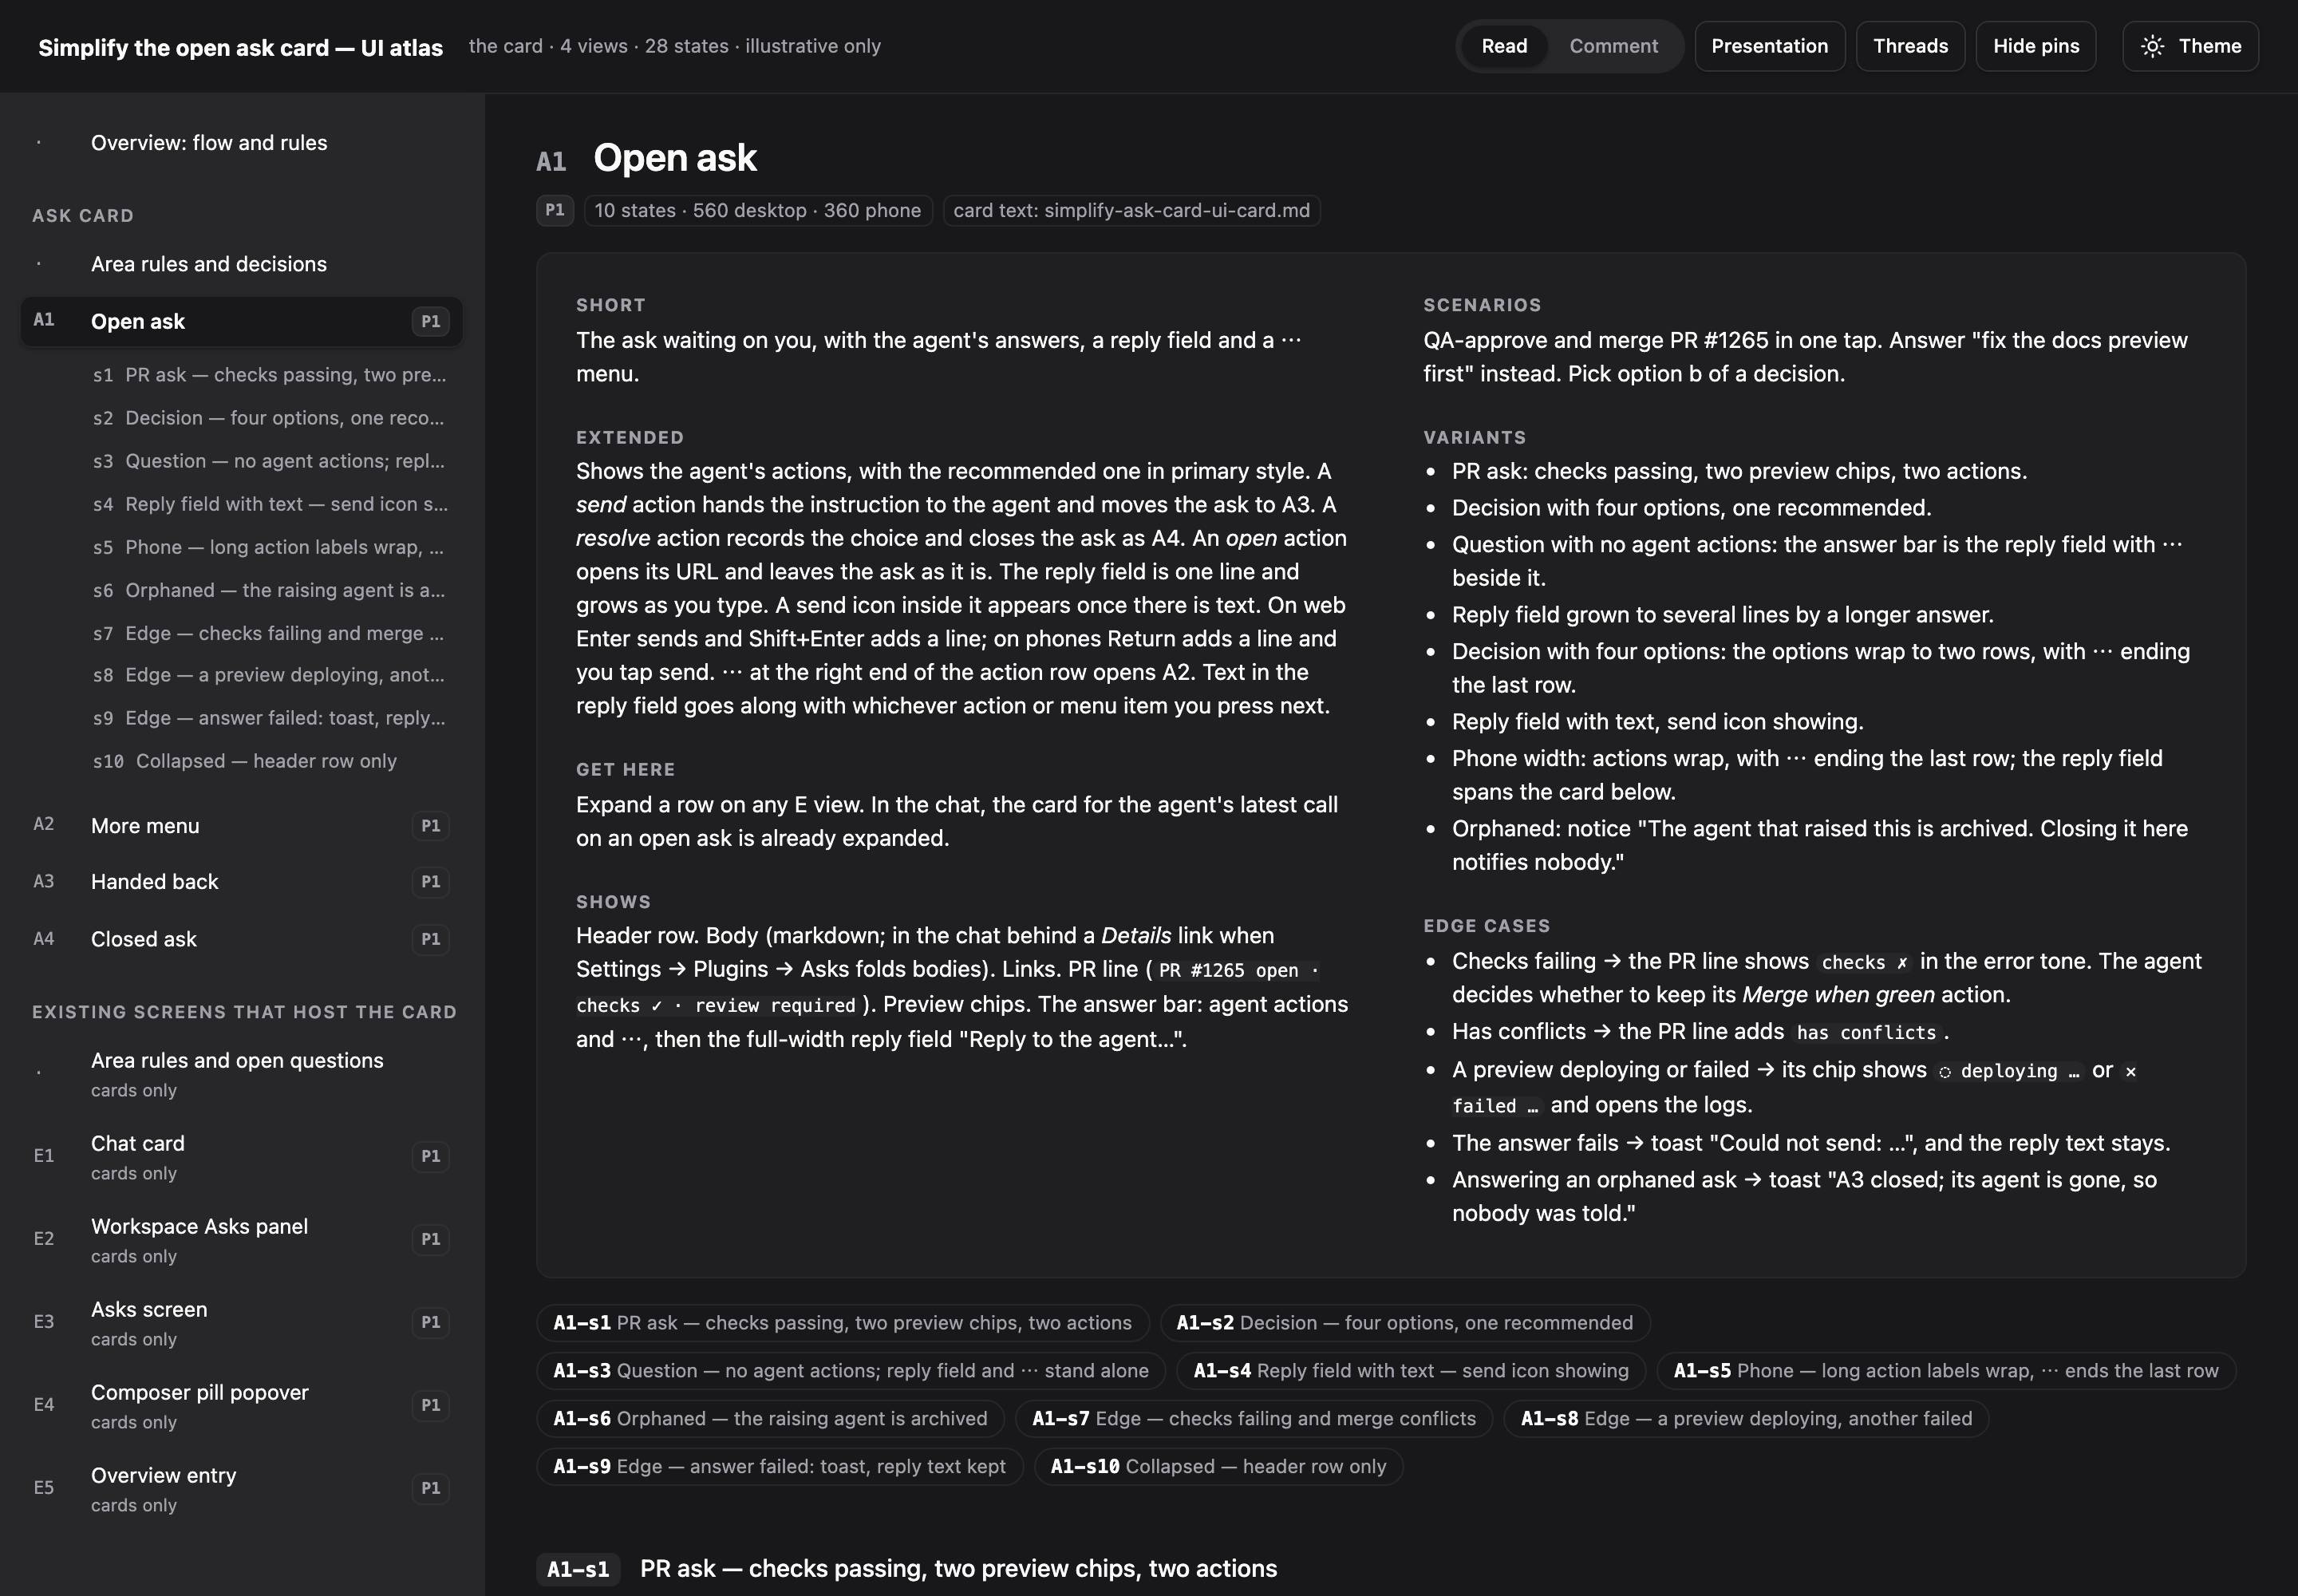 Simplify the open ask card — UI atlas
the card · 4 views · 28 states · illustrative only
Read
Comment
Presentation
Threads
Hide pins
Theme
· Overview: flow and rules
ASK CARD
· Area rules and decisions
A1 Open ask P1
s1 PR ask — checks passing, two pre...
s2 Decision — four options, one reco...
s3 Question — no agent actions; repl...
s4 Reply field with text — send icon s...
s5 Phone — long action labels wrap, ...
s6 Orphaned — the raising agent is a...
s7 Edge — checks failing and merge ...
s8 Edge — a preview deploying, anot...
s9 Edge — answer failed: toast, reply...
s10 Collapsed — header row only
A2 More menu P1
A3 Handed back P1
A4 Closed ask P1
EXISTING SCREENS THAT HOST THE CARD
· Area rules and open questions
cards only
E1 Chat card P1
cards only
E2 Workspace Asks panel P1
cards only
E3 Asks screen P1
cards only
E4 Composer pill popover P1
cards only
E5 Overview entry P1
cards only
A1 Open ask
P1 10 states · 560 desktop · 360 phone card text: simplify-ask-card-ui-card.md
SHORT
The ask waiting on you, with the agent's answers, a reply field and a ···
menu.
EXTENDED
Shows the agent's actions, with the recommended one in primary style. A
send action hands the instruction to the agent and moves the ask to A3. A
resolve action records the choice and closes the ask as A4. An open action
opens its URL and leaves the ask as it is. The reply field is one line and
grows as you type. A send icon inside it appears once there is text. On web
Enter sends and Shift+Enter adds a line; on phones Return adds a line and
you tap send. ··· at the right end of the action row opens A2. Text in the
reply field goes along with whichever action or menu item you press next.
GET HERE
Expand a row on any E view. In the chat, the card for the agent's latest call
on an open ask is already expanded.
SHOWS
Header row. Body (markdown; in the chat behind a Details link when
Settings → Plugins → Asks folds bodies). Links. PR line ( PR #1265 open ·
checks ✓ · review required ). Preview chips. The answer bar: agent actions
and ···, then the full-width reply field "Reply to the agent…".
SCENARIOS
QA-approve and merge PR #1265 in one tap. Answer "fix the docs preview
first" instead. Pick option b of a decision.
VARIANTS
• PR ask: checks passing, two preview chips, two actions.
• Decision with four options, one recommended.
• Question with no agent actions: the answer bar is the reply field with ···
beside it.
• Reply field grown to several lines by a longer answer.
• Decision with four options: the options wrap to two rows, with ··· ending
the last row.
• Reply field with text, send icon showing.
• Phone width: actions wrap, with ··· ending the last row; the reply field
spans the card below.
• Orphaned: notice "The agent that raised this is archived. Closing it here
notifies nobody."
EDGE CASES
• Checks failing → the PR line shows checks ✗ in the error tone. The agent
decides whether to keep its Merge when green action.
• Has conflicts → the PR line adds has conflicts .
• A preview deploying or failed → its chip shows ◌ deploying … or ×
failed … and opens the logs.
• The answer fails → toast "Could not send: …", and the reply text stays.
• Answering an orphaned ask → toast "A3 closed; its agent is gone, so
nobody was told."
A1-s1 PR ask — checks passing, two preview chips, two actions
A1-s2 Decision — four options, one recommended
A1-s3 Question — no agent actions; reply field and ··· stand alone
A1-s4 Reply field with text — send icon showing
A1-s5 Phone — long action labels wrap, ··· ends the last row
A1-s6 Orphaned — the raising agent is archived
A1-s7 Edge — checks failing and merge conflicts
A1-s8 Edge — a preview deploying, another failed
A1-s9 Edge — answer failed: toast, reply text kept
A1-s10 Collapsed — header row only
A1-s1 PR ask — checks passing, two preview chips, two actions